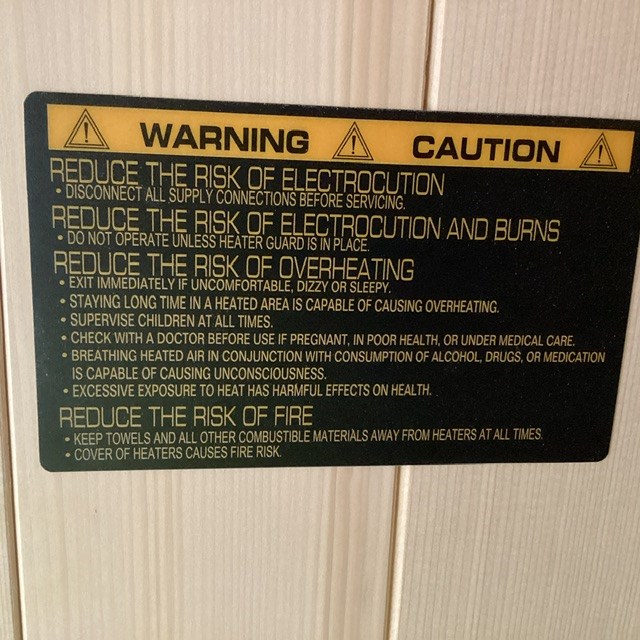 WARNING CAUTION
REDUCE THE RISK OF ELECTROCUTION
• DISCONNECT ALL SUPPLY CONNECTIONS BEFORE SERVICING.
REDUCE THE RISK OF ELECTROCUTION AND BURNS
• DO NOT OPERATE UNLESS HEATER GUARD IS IN PLACE.
REDUCE THE RISK OF OVERHEATING
• EXIT IMMEDIATELY IF UNCOMFORTABLE, DIZZY OR SLEEPY.
• STAYING LONG TIME IN A HEATED AREA IS CAPABLE OF CAUSING OVERHEATING.
• SUPERVISE CHILDREN AT ALL TIMES.
• CHECK WITH A DOCTOR BEFORE USE IF PREGNANT, IN POOR HEALTH, OR UNDER MEDICAL CARE.
• BREATHING HEATED AIR IN CONJUNCTION WITH CONSUMPTION OF ALCOHOL, DRUGS, OR MEDICATION
IS CAPABLE OF CAUSING UNCONSCIOUSNESS.
• EXCESSIVE EXPOSURE TO HEAT HAS HARMFUL EFFECTS ON HEALTH.
REDUCE THE RISK OF FIRE
• KEEP TOWELS AND ALL OTHER COMBUSTIBLE MATERIALS AWAY FROM HEATERS AT ALL TIMES.
• COVER OF HEATERS CAUSES FIRE RISK.